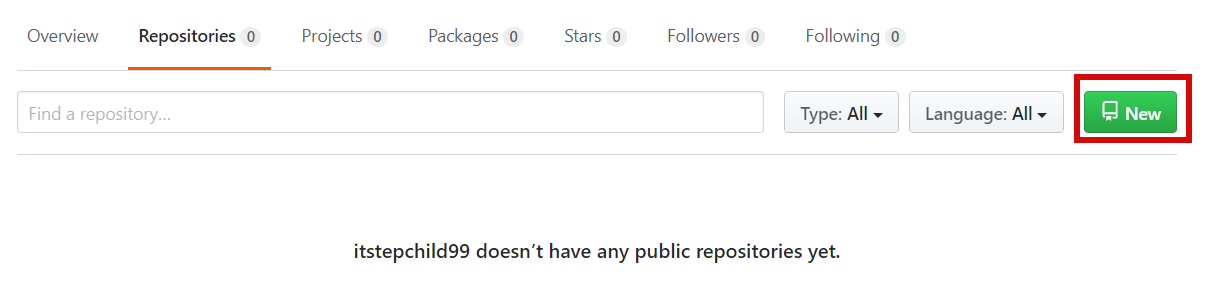 Overview Repositories 0 Projects 0 Packages 0 Stars 0 Followers 0 Following 0
Find a repository... Type: All Language: All New
itstepchild99 doesn’t have any public repositories yet.